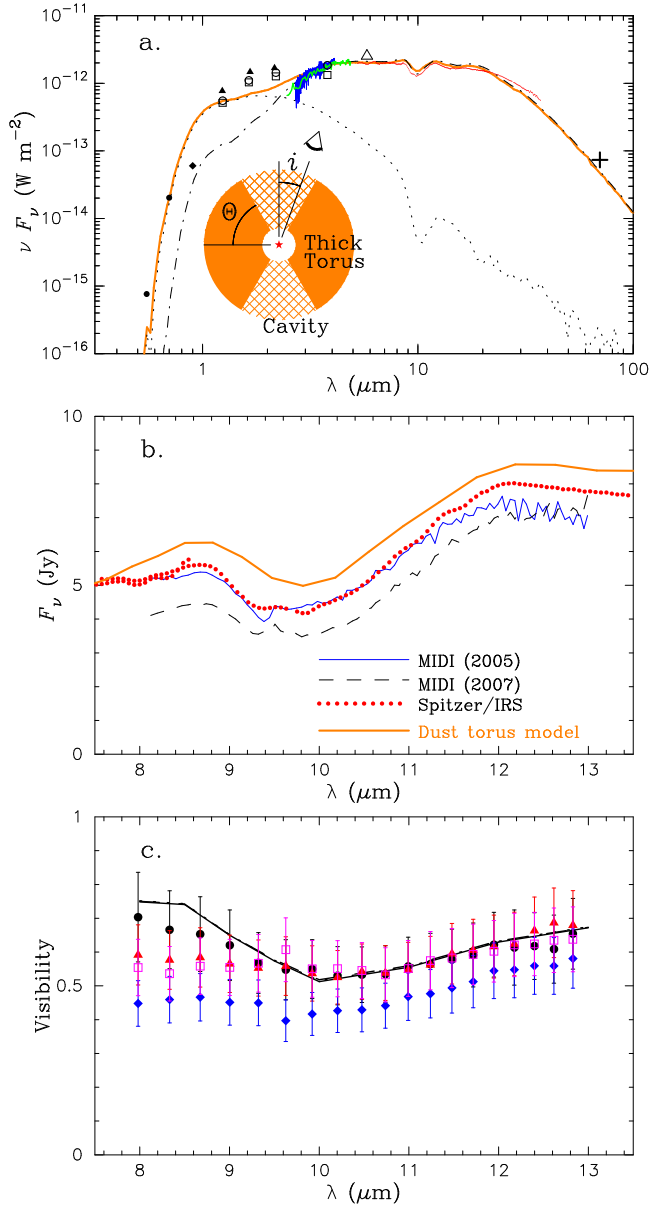 a.
10⁻¹¹
10⁻¹²
10⁻¹³
10⁻¹⁴
10⁻¹⁵
10⁻¹⁶
ν Fν (W m⁻²)
i
Θ
Thick
Torus
Cavity
1
10
100
λ (μm)
b.
10
5
0
Fν (Jy)
MIDI (2005)
MIDI (2007)
Spitzer/IRS
Dust torus model
8
9
10
11
12
13
λ (μm)
c.
1
0.5
0
Visibility
8
9
10
11
12
13
λ (μm)